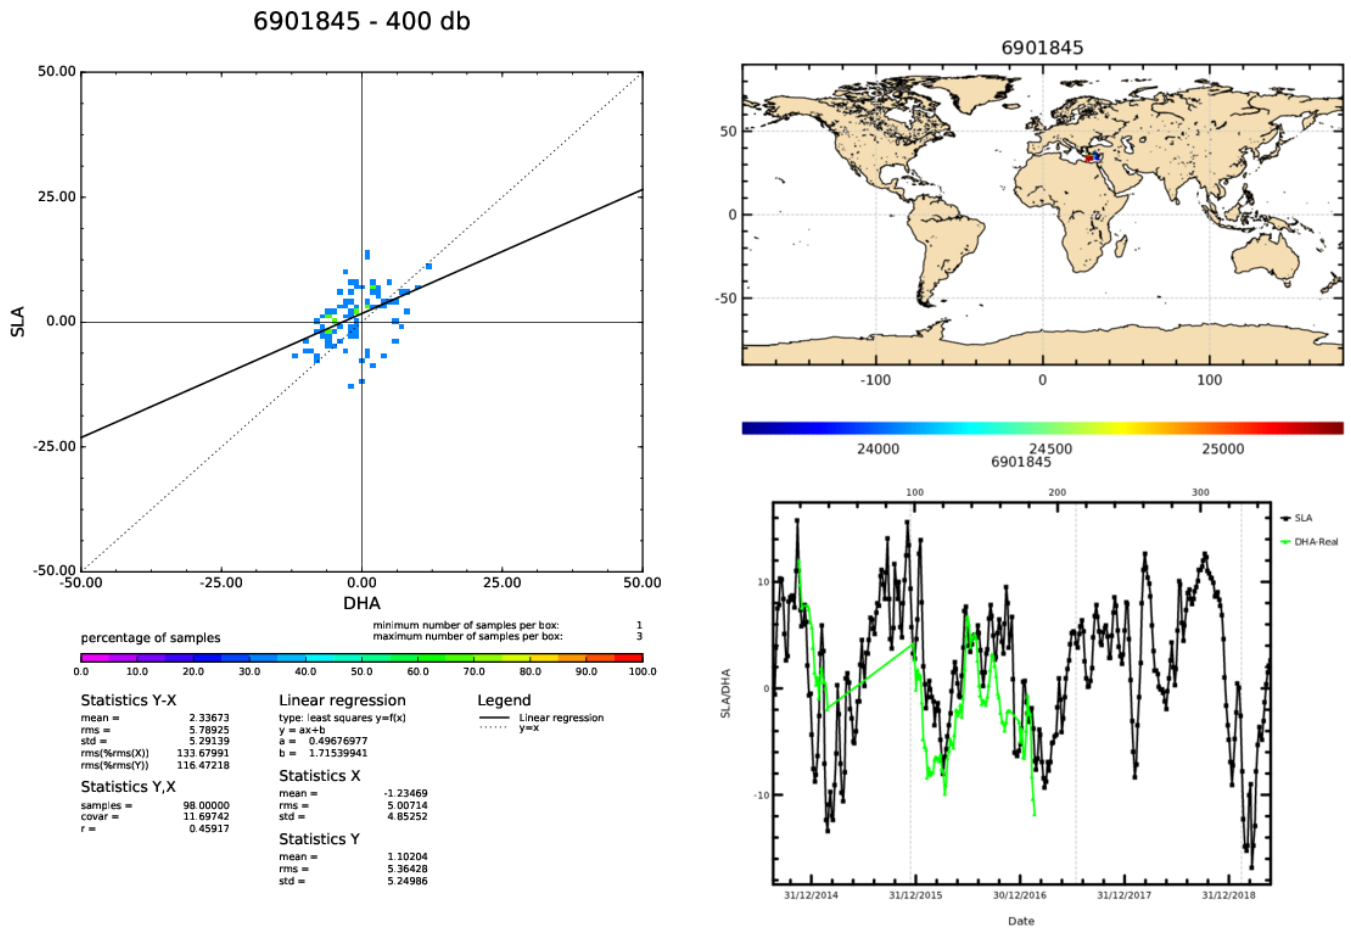 6901845 - 400 db
50.00
25.00
0.00
-25.00
-50.00
SLA
-50.00 -25.00 0.00 25.00 50.00
DHA
minimum number of samples per box: 1
maximum number of samples per box: 3
percentage of samples
0.0 10.0 20.0 30.0 40.0 50.0 60.0 70.0 80.0 90.0 100.0
Statistics Y-X
mean = 2.33673
rms = 5.78925
std = 5.29139
rms(%rms(X)) 133.67991
rms(%rms(Y)) 116.47218
Statistics Y,X
samples = 98.00000
covar = 11.69742
r = 0.45917
Linear regression
type: least squares y=f(x)
y = ax+b
a = 0.49676977
b = 1.71539941
Statistics X
mean = -1.23469
rms = 5.00714
std = 4.85252
Statistics Y
mean = 1.10204
rms = 5.36428
std = 5.24986
Legend
Linear regression
y=x
6901845
50
0
-50
-100 0 100
24000 24500 25000
6901845
100 200 300
SLA
DHA-Real
10
0
-10
SLA/DHA
31/12/2014 31/12/2015 30/12/2016 31/12/2017 31/12/2018
Date